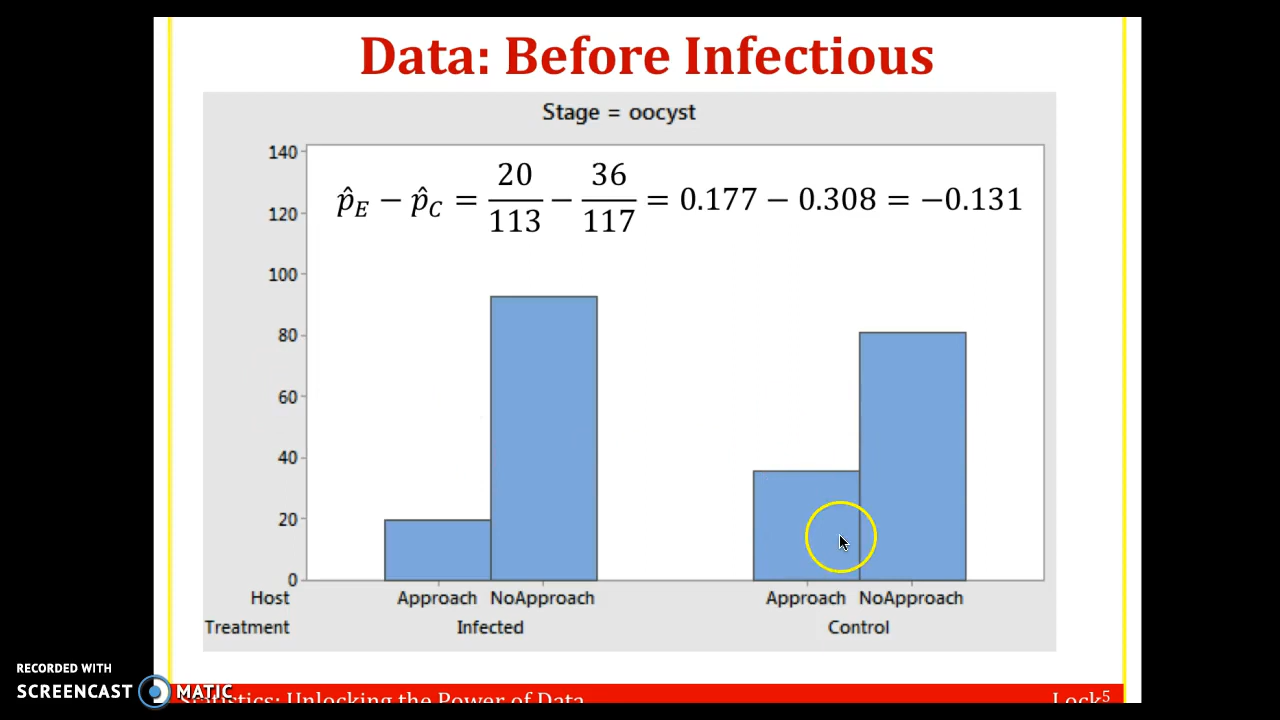 Data: Before Infectious
Stage = oocyst
140
p̂_E − p̂_C = 20/113 − 36/117 = 0.177 − 0.308 = −0.131
120
100
80
60
40
20
0
Host Approach NoApproach Approach NoApproach
Treatment Infected Control
RECORDED WITH
SCREENCAST MATIC
Statistics: Unlocking the Power of Data Lock5